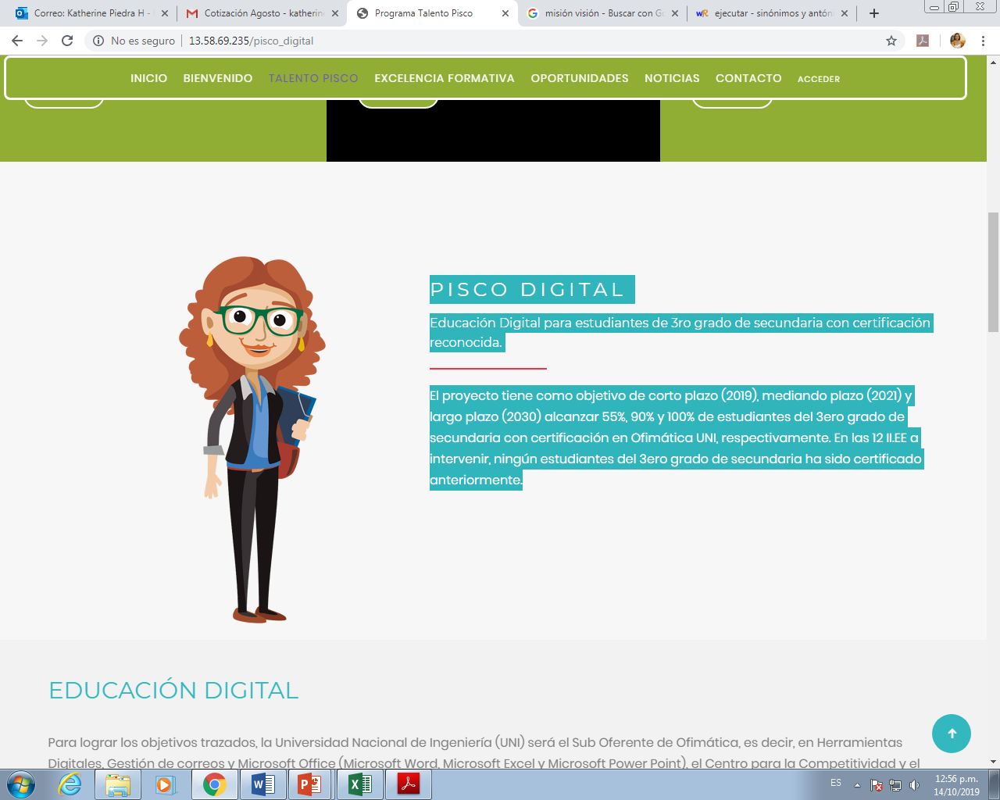 Correo: Katherine Piedra H -
Cotización Agosto - katherine
Programa Talento Pisco
misión visión - Buscar con Go
ejecutar - sinónimos y antón
No es seguro
13.58.69.235/pisco_digital
INICIO
BIENVENIDO
TALENTO PISCO
EXCELENCIA FORMATIVA
OPORTUNIDADES
NOTICIAS
CONTACTO
ACCEDER
PISCO DIGITAL
Educación Digital para estudiantes de 3ro grado de secundaria con certificación
reconocida.
El proyecto tiene como objetivo de corto plazo (2019), mediando plazo (2021) y
largo plazo (2030) alcanzar 55%, 90% y 100% de estudiantes del 3ero grado de
secundaria con certificación en Ofimática UNI, respectivamente. En las 12 II.EE a
intervenir, ningún estudiantes del 3ero grado de secundaria ha sido certificado
anteriormente.
EDUCACIÓN DIGITAL
Para lograr los objetivos trazados, la Universidad Nacional de Ingeniería (UNI) será el Sub Oferente de Ofimática, es decir, en Herramientas
Digitales, Gestión de correos y Microsoft Office (Microsoft Word, Microsoft Excel y Microsoft Power Point), el Centro para la Competitividad y el
ES
12:56 p.m.
14/10/2019